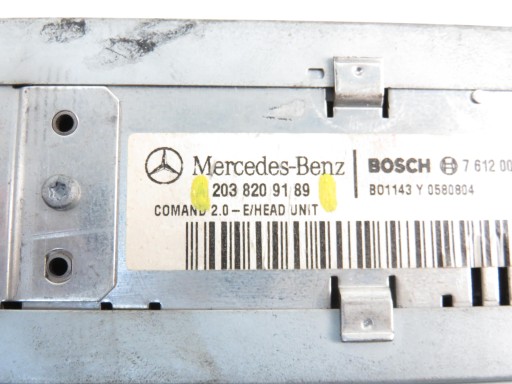 Mercedes-Benz
203 820 91 89
COMAND 2.0-E/HEAD UNIT
BOSCH 7 612 00
BO1143 Y 0580804